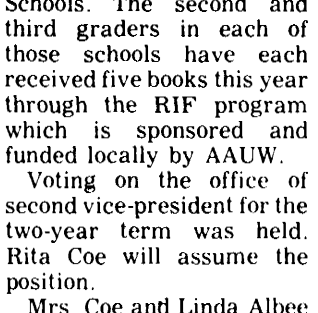 Schools. The second and
third graders in each of
those schools have each
received five books this year
through the RIF program
which is sponsored and
funded locally by AAUW.
Voting on the office of
second vice-president for the
two-year term was held.
Rita Coe will assume the
position.
Mrs. Coe and Linda Albee